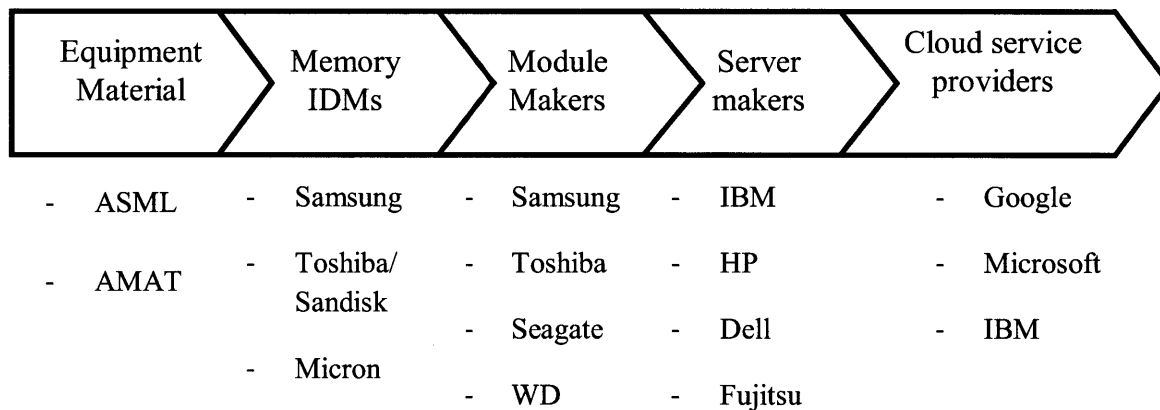 Equipment
Material
Memory
IDMs
Module
Makers
Server
makers
Cloud service
providers
- ASML
- AMAT
- Samsung
- Toshiba/
Sandisk
- Micron
- Samsung
- Toshiba
- Seagate
- WD
- IBM
- HP
- Dell
- Fujitsu
- Google
- Microsoft
- IBM